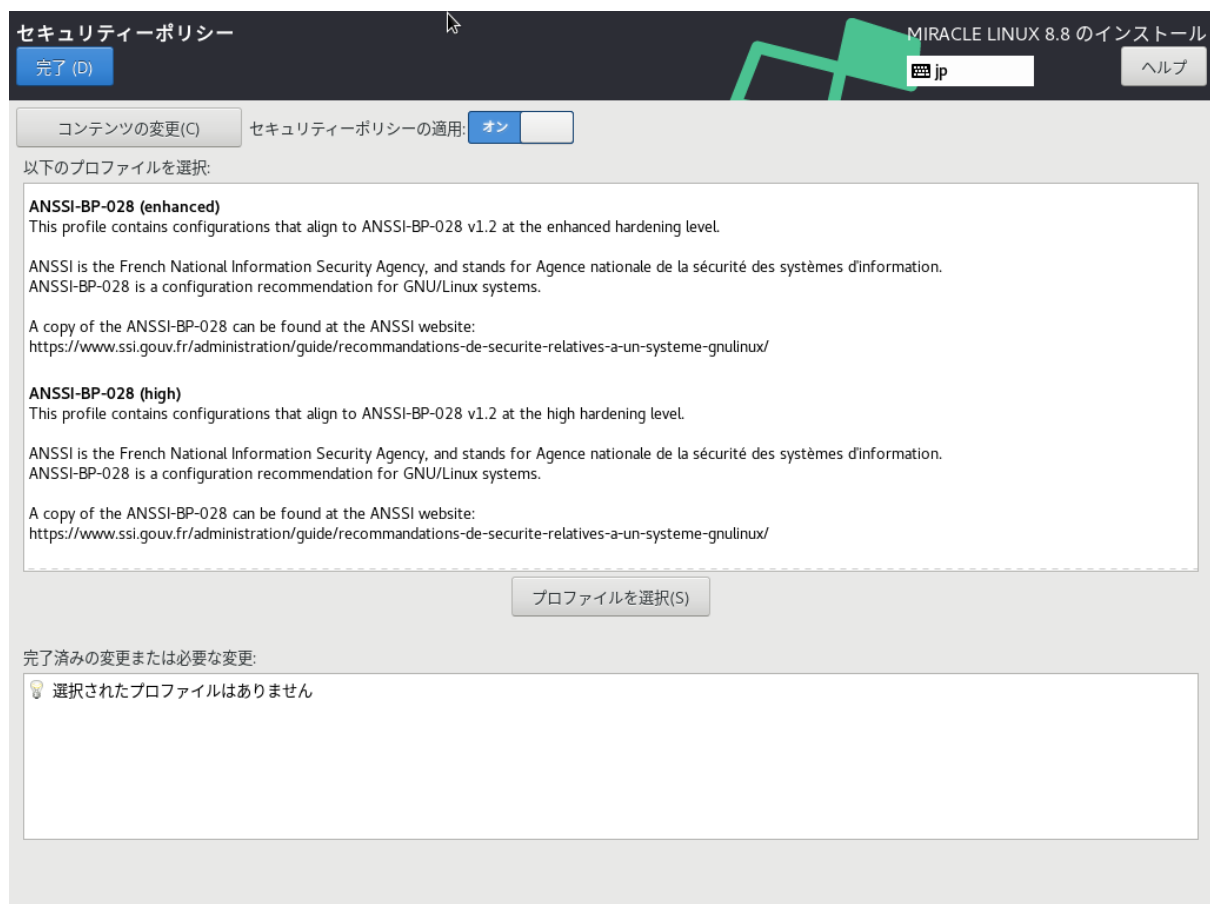 セキュリティーポリシー
MIRACLE LINUX 8.8 のインストール
完了 (D)
jp
ヘルプ
コンテンツの変更(C)
セキュリティーポリシーの適用:
オン
以下のプロファイルを選択:
ANSSI-BP-028 (enhanced)
This profile contains configurations that align to ANSSI-BP-028 v1.2 at the enhanced hardening level.
ANSSI is the French National Information Security Agency, and stands for Agence nationale de la sécurité des systèmes d'information.
ANSSI-BP-028 is a configuration recommendation for GNU/Linux systems.
A copy of the ANSSI-BP-028 can be found at the ANSSI website:
https://www.ssi.gouv.fr/administration/guide/recommandations-de-securite-relatives-a-un-systeme-gnulinux/
ANSSI-BP-028 (high)
This profile contains configurations that align to ANSSI-BP-028 v1.2 at the high hardening level.
ANSSI is the French National Information Security Agency, and stands for Agence nationale de la sécurité des systèmes d'information.
ANSSI-BP-028 is a configuration recommendation for GNU/Linux systems.
A copy of the ANSSI-BP-028 can be found at the ANSSI website:
https://www.ssi.gouv.fr/administration/guide/recommandations-de-securite-relatives-a-un-systeme-gnulinux/
プロファイルを選択(S)
完了済みの変更または必要な変更:
選択されたプロファイルはありません